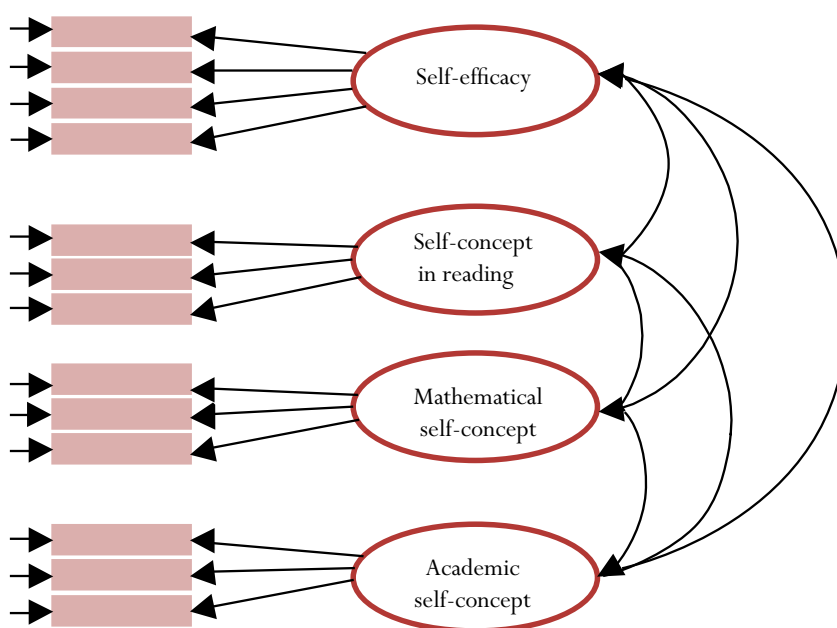 Self-efficacy
Self-concept
in reading
Mathematical
self-concept
Academic
self-concept